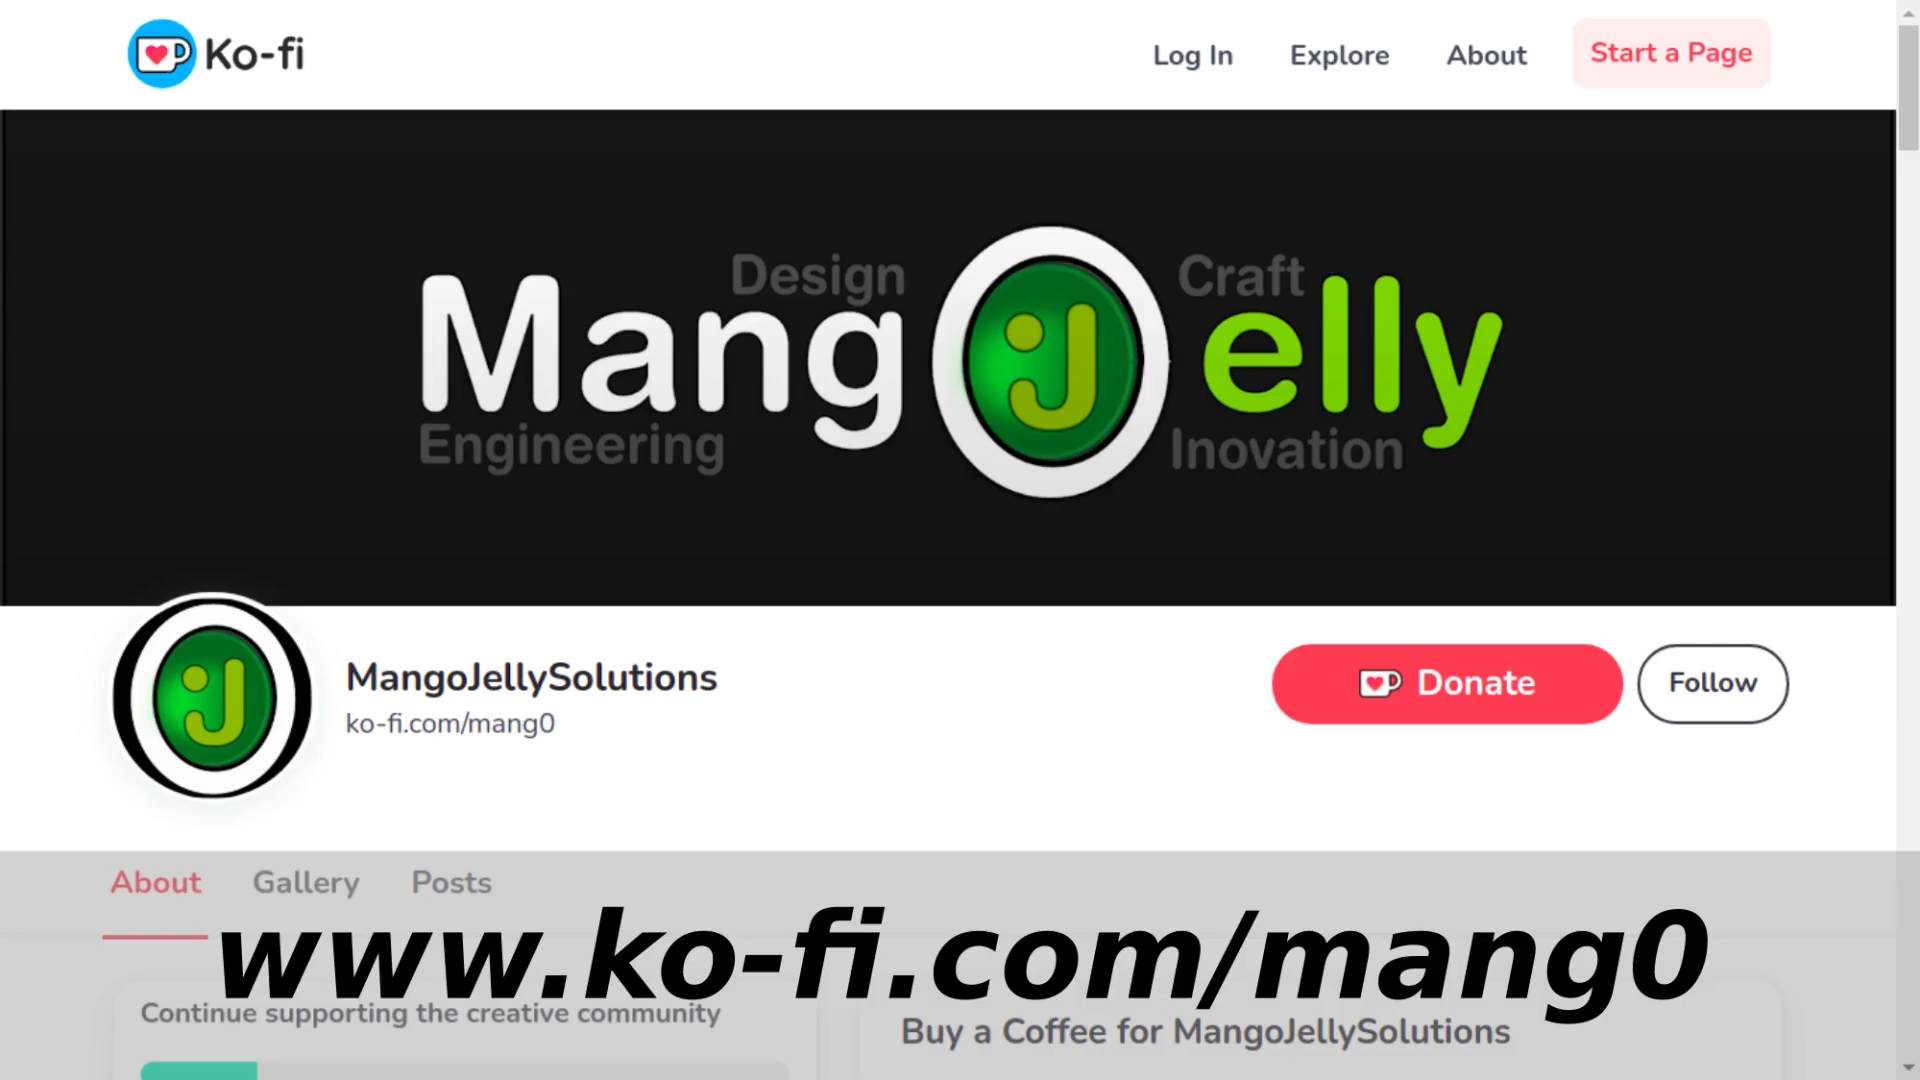 Ko-fi
Log In Explore About Start a Page
Design Craft
Mang J elly
Engineering Inovation
J
MangoJellySolutions
ko-fi.com/mang0
Donate Follow
About Gallery Posts
www.ko-fi.com/mang0
Continue supporting the creative community
Buy a Coffee for MangoJellySolutions